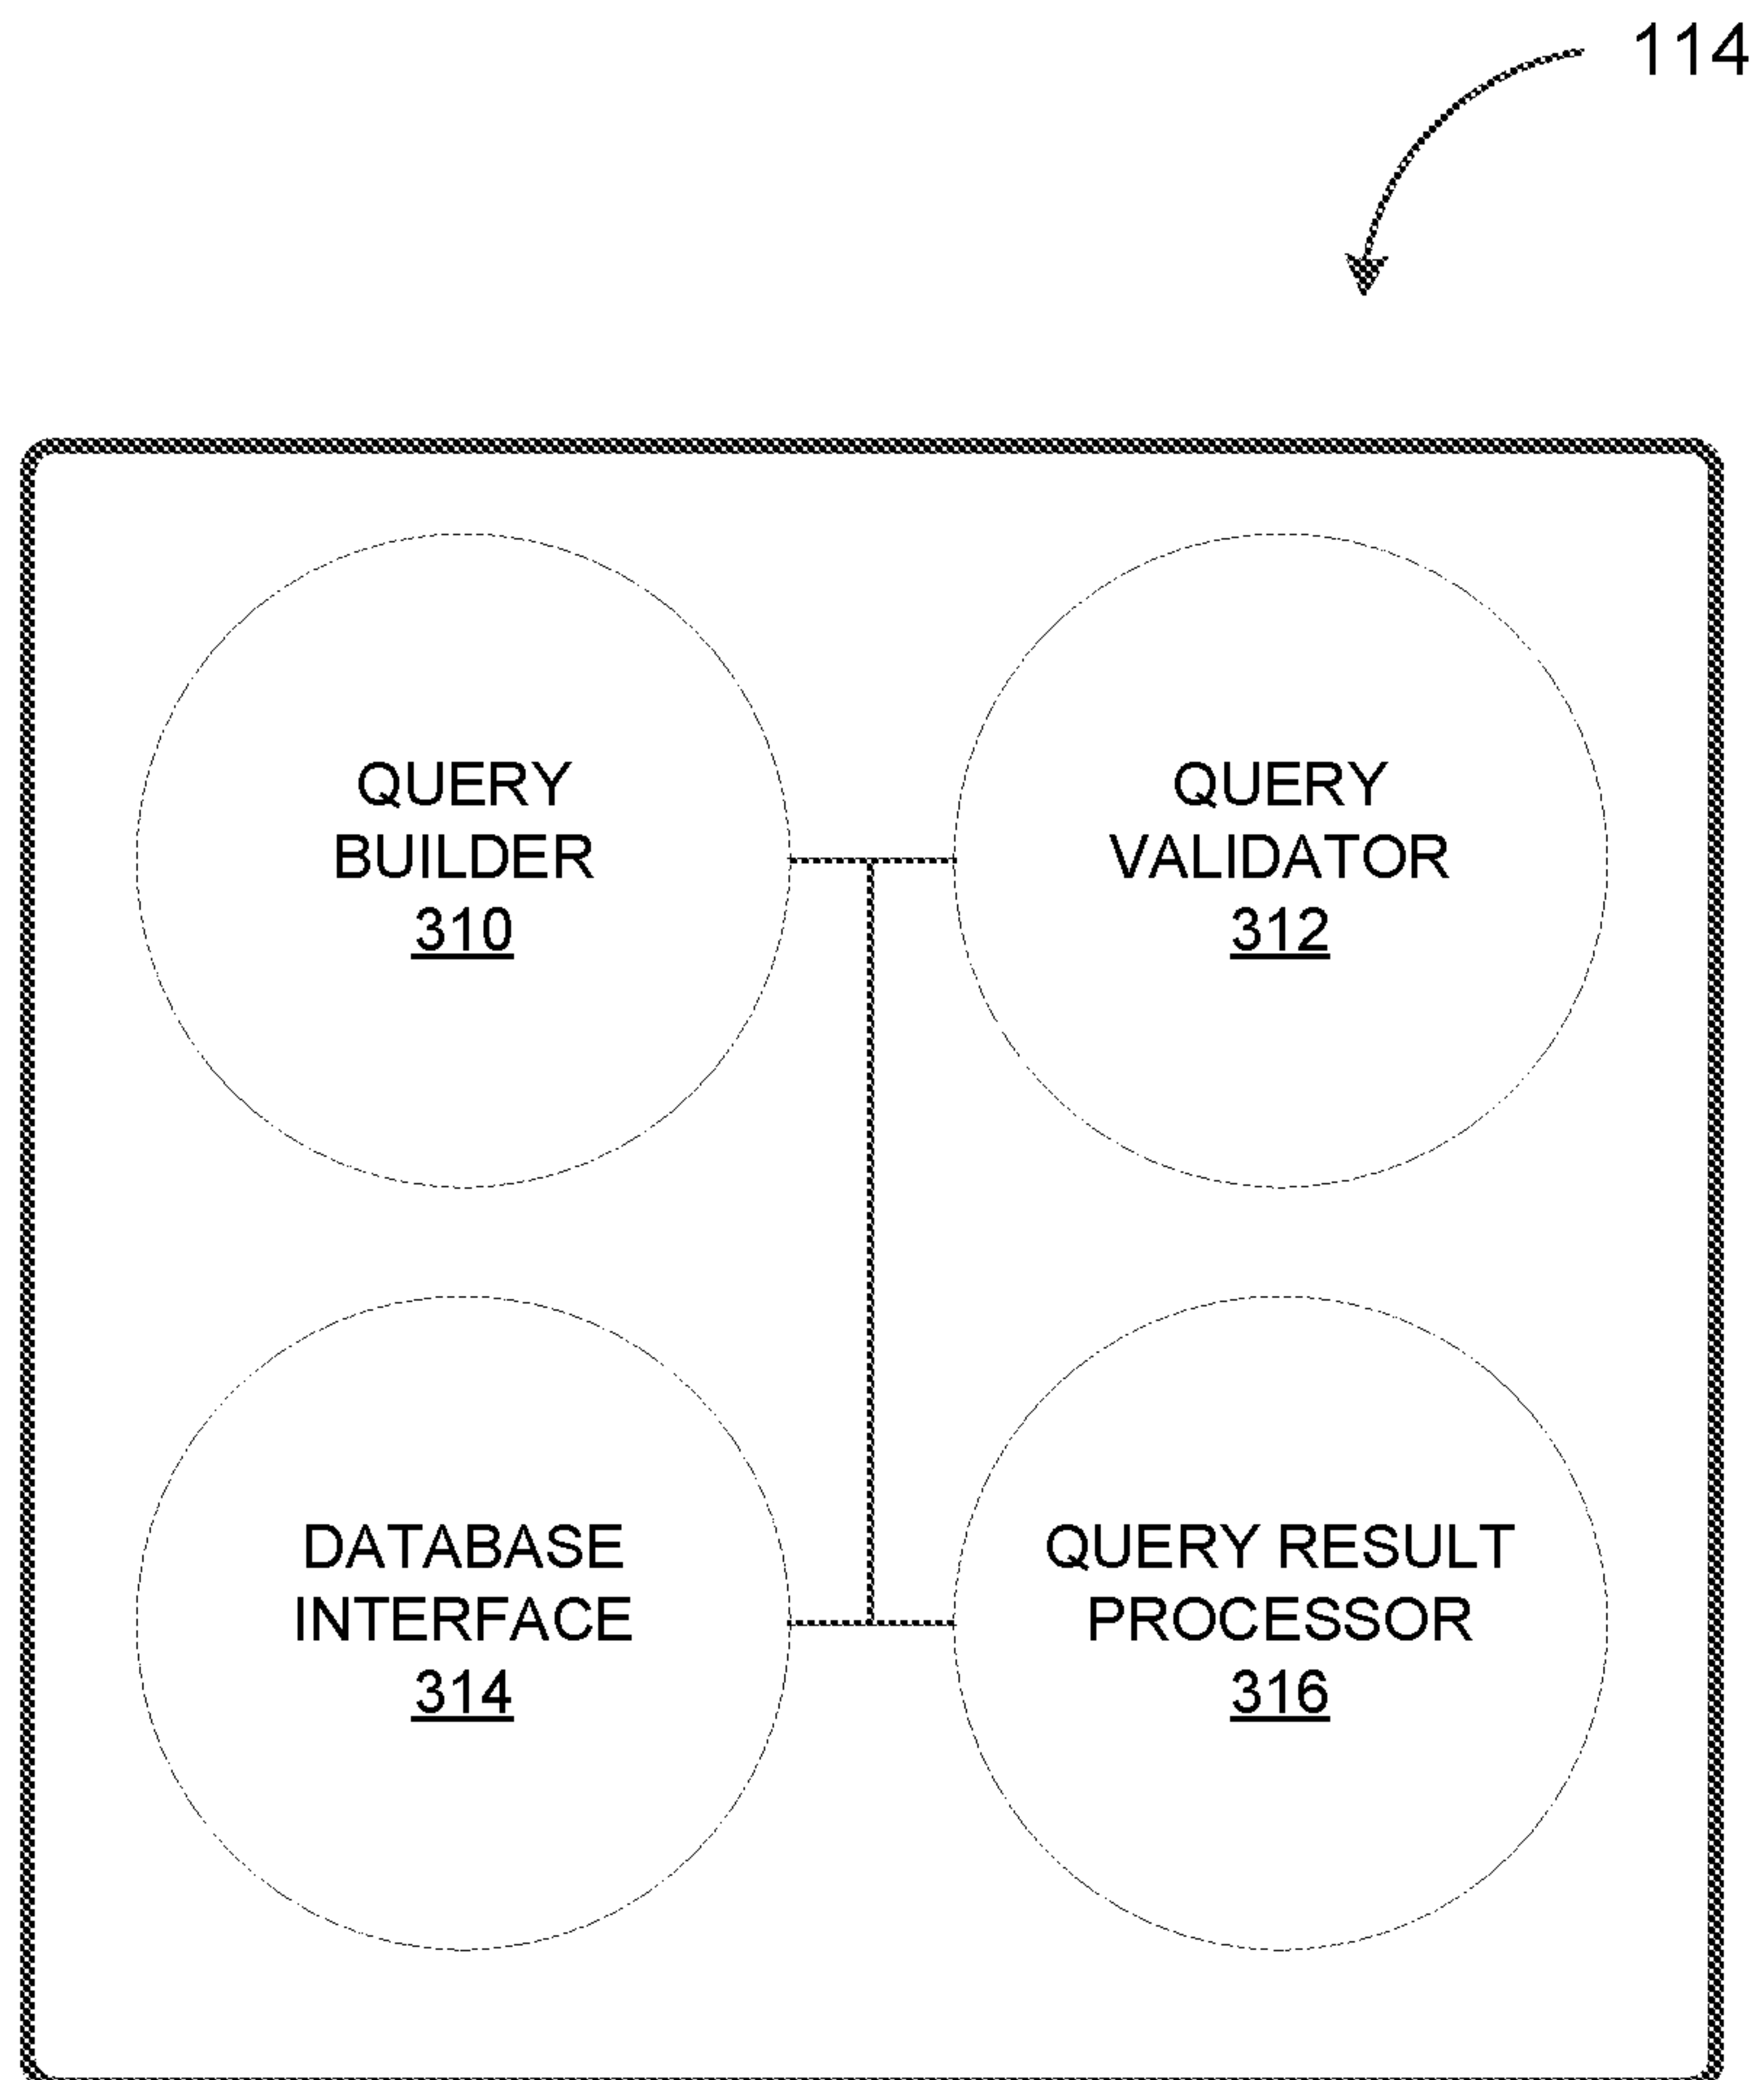 114
QUERY
BUILDER
310
QUERY
VALIDATOR
312
DATABASE
INTERFACE
314
QUERY RESULT
PROCESSOR
316